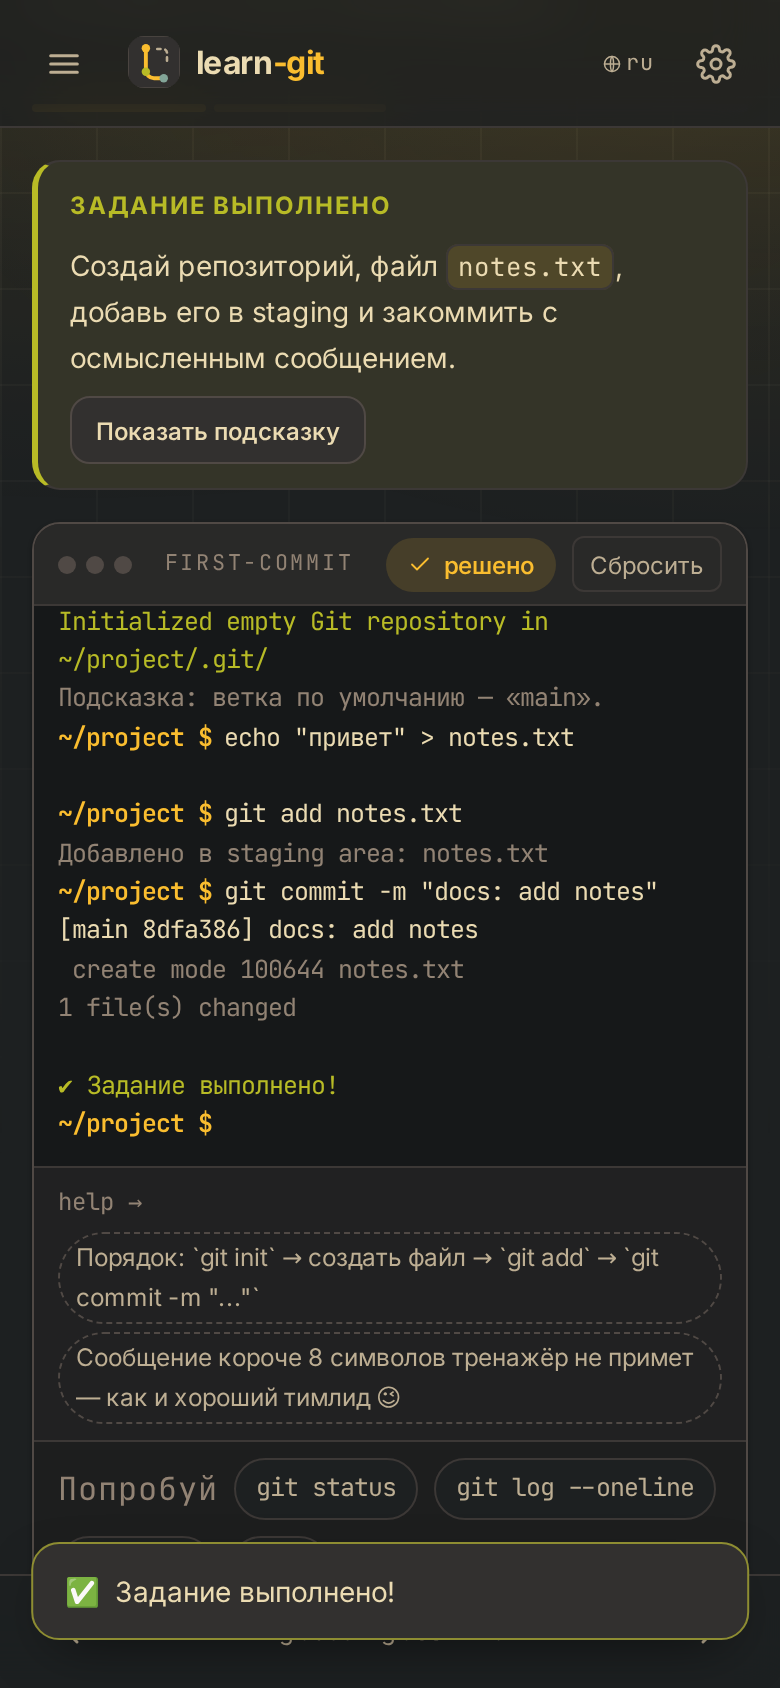 learn-git
ru
ЗАДАНИЕ ВЫПОЛНЕНО
Создай репозиторий, файл notes.txt,
добавь его в staging и закоммить с
осмысленным сообщением.
Показать подсказку
FIRST-COMMIT
✓ решено
Сбросить
Initialized empty Git repository in
~/project/.git/
Подсказка: ветка по умолчанию — «main».
~/project $ echo "привет" > notes.txt
~/project $ git add notes.txt
Добавлено в staging area: notes.txt
~/project $ git commit -m "docs: add notes"
[main 8dfa386] docs: add notes
create mode 100644 notes.txt
1 file(s) changed
✔ Задание выполнено!
~/project $
help →
Порядок: `git init` → создать файл → `git add` → `git
commit -m "..."`
Сообщение короче 8 символов тренажёр не примет
— как и хороший тимлид 😉
Попробуй
git status
git log --oneline
✅ Задание выполнено!